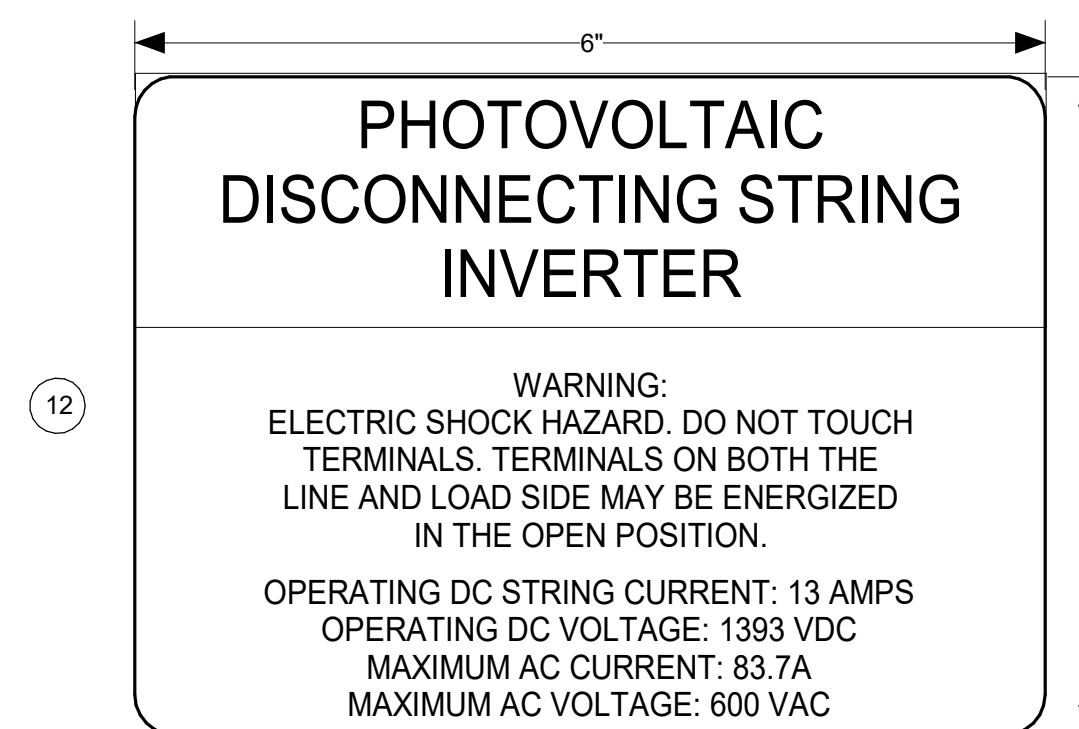 6"
PHOTOVOLTAIC
DISCONNECTING STRING
INVERTER
12
WARNING:
ELECTRIC SHOCK HAZARD. DO NOT TOUCH
TERMINALS. TERMINALS ON BOTH THE
LINE AND LOAD SIDE MAY BE ENERGIZED
IN THE OPEN POSITION.
OPERATING DC STRING CURRENT: 13 AMPS
OPERATING DC VOLTAGE: 1393 VDC
MAXIMUM AC CURRENT: 83.7A
MAXIMUM AC VOLTAGE: 600 VAC